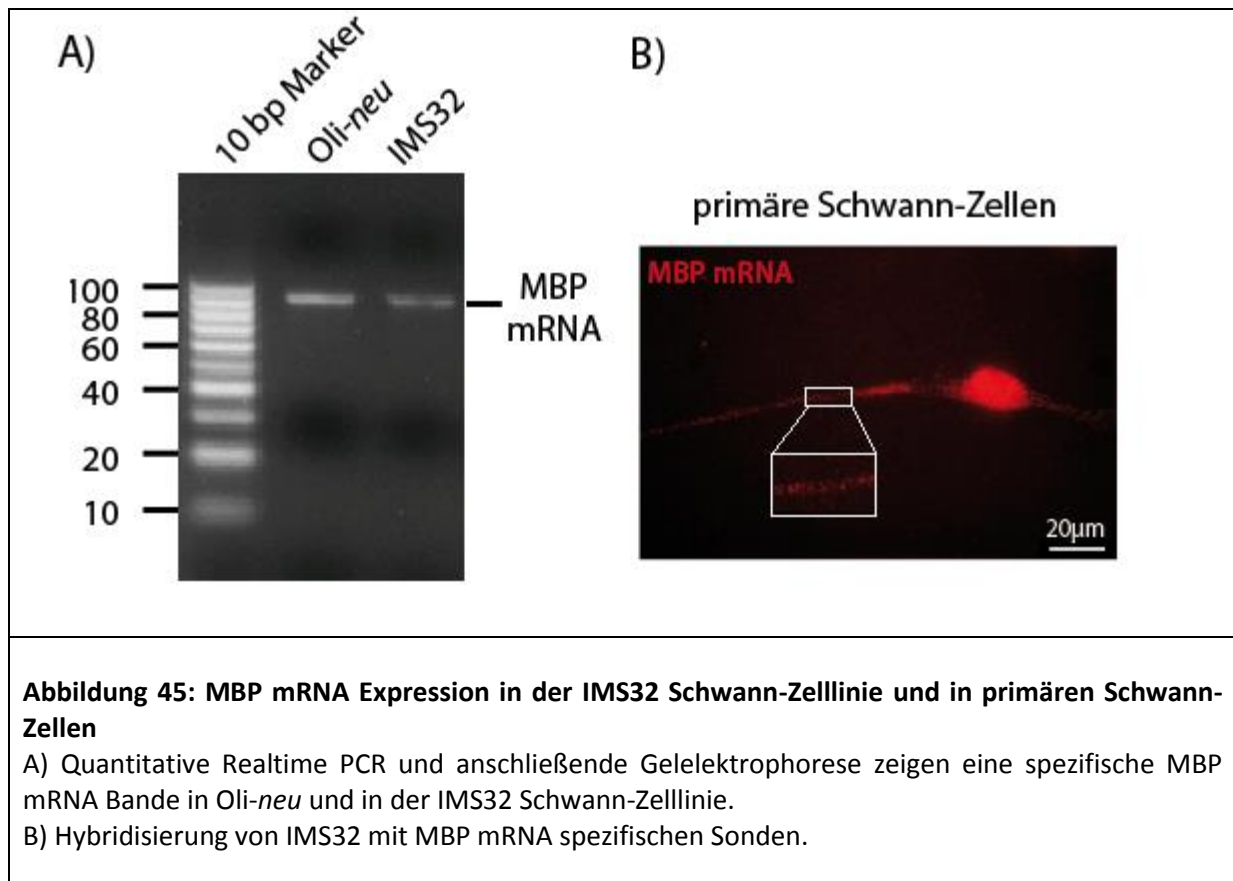 A)
10 bp Marker
Oli-neu
IMS32
100
80
60
40
20
10
MBP
mRNA
B)
primäre Schwann-Zellen
MBP mRNA
20µm
Abbildung 45: MBP mRNA Expression in der IMS32 Schwann-Zelllinie und in primären Schwann-
Zellen
A) Quantitative Realtime PCR und anschließende Gelelektrophorese zeigen eine spezifische MBP
mRNA Bande in Oli-neu und in der IMS32 Schwann-Zelllinie.
B) Hybridisierung von IMS32 mit MBP mRNA spezifischen Sonden.